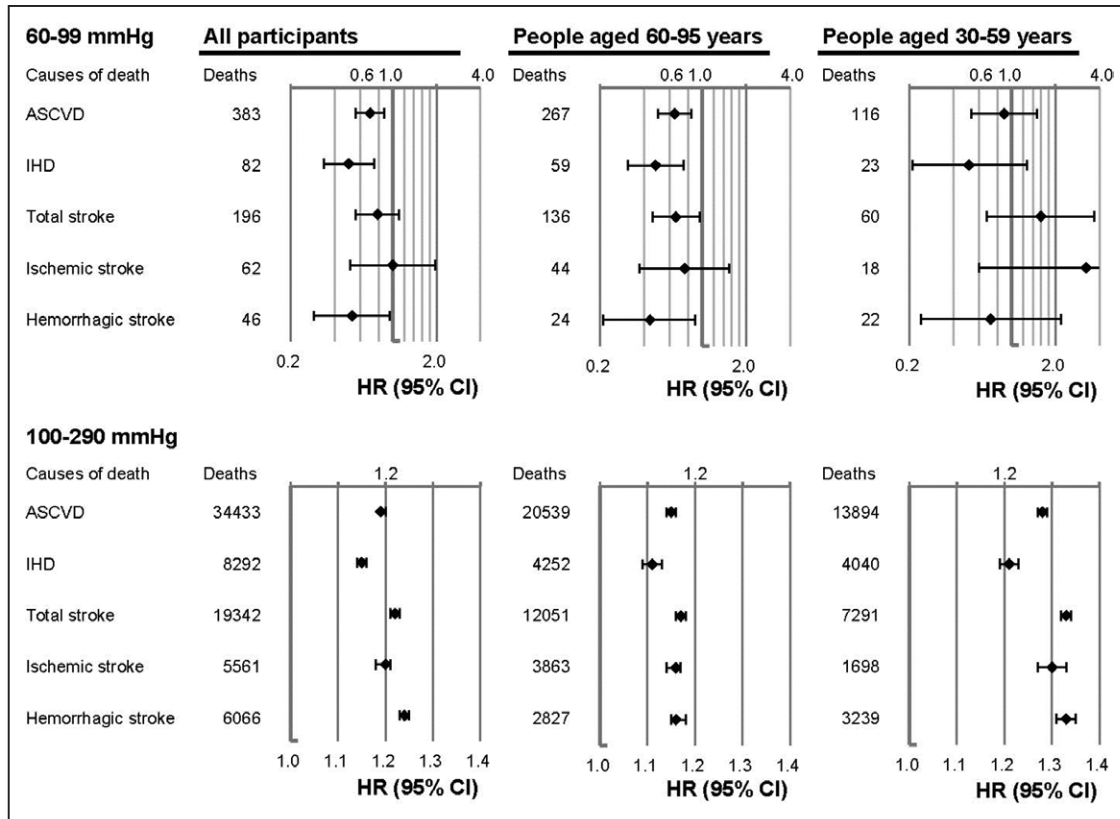 60-99 mmHg All participants People aged 60-95 years People aged 30-59 years
Causes of death Deaths 0.6 1.0 4.0 Deaths 0.6 1.0 4.0 Deaths 0.6 1.0 4.0
ASCVD 383 267 116
IHD 82 59 23
Total stroke 196 136 60
Ischemic stroke 62 44 18
Hemorrhagic stroke 46 24 22
0.2 2.0 0.2 2.0 0.2 2.0
HR (95% CI) HR (95% CI) HR (95% CI)
100-290 mmHg
Causes of death Deaths 1.2 Deaths 1.2 Deaths 1.2
ASCVD 34433 20539 13894
IHD 8292 4252 4040
Total stroke 19342 12051 7291
Ischemic stroke 5561 3863 1698
Hemorrhagic stroke 6066 2827 3239
1.0 1.1 1.2 1.3 1.4 1.0 1.1 1.2 1.3 1.4 1.0 1.1 1.2 1.3 1.4
HR (95% CI) HR (95% CI) HR (95% CI)